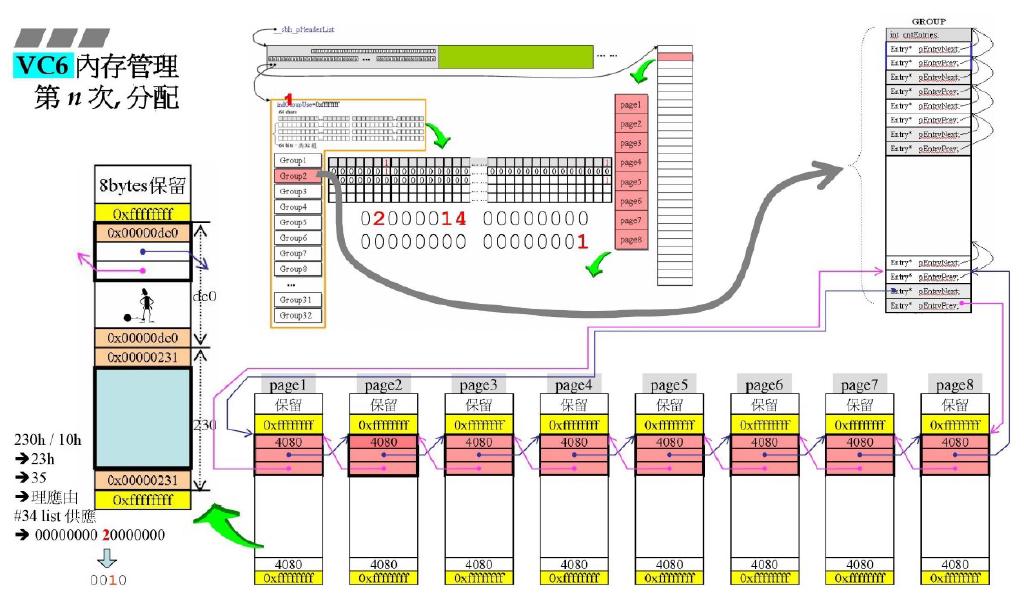 VC6 內存管理
第 n 次, 分配
_sbh_pHeaderList
1
indGroupUse=0xffffffff
Group1
Group2
Group3
Group4
Group5
Group6
Group7
Group8
...
Group31
Group32
02000014 00000000
00000000 00000001
page1
page2
page3
page4
page5
page6
page7
page8
GROUP
int cntEntries;
Entry* pEntryNext;
Entry* pEntryPrev;
Entry* pEntryNext;
Entry* pEntryPrev;
Entry* pEntryNext;
Entry* pEntryPrev;
Entry* pEntryNext;
Entry* pEntryNext;
Entry* pEntryPrev;
Entry* pEntryNext;
Entry* pEntryPrev;
8bytes保留
0xffffffff
0x00000dc0
dc0
0x00000dc0
0x00000231
230
0x00000231
0xffffffff
230h / 10h
➔23h
➔35
➔理應由
#34 list 供應
➔ 00000000 20000000
0010
page1 page2 page3 page4 page5 page6 page7 page8
保留 保留 保留 保留 保留 保留 保留 保留
0xffffffff 0xffffffff 0xffffffff 0xffffffff 0xffffffff 0xffffffff 0xffffffff 0xffffffff
4080 4080 4080 4080 4080 4080 4080 4080
4080 4080 4080 4080 4080 4080 4080 4080
0xffffffff 0xffffffff 0xffffffff 0xffffffff 0xffffffff 0xffffffff 0xffffffff 0xffffffff